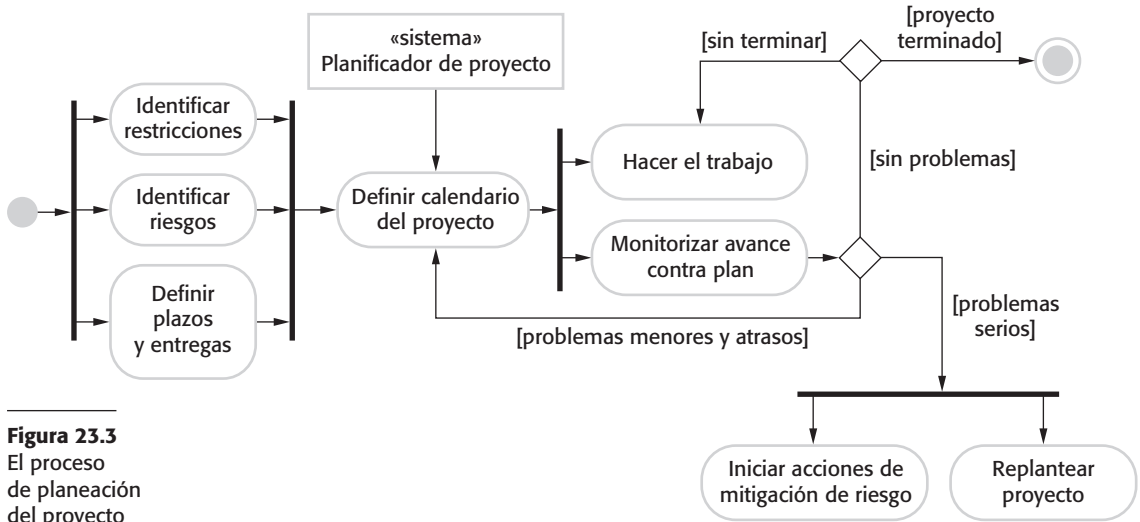 «sistema»
Planificador de proyecto
[sin terminar]
[proyecto
terminado]
Identificar
restricciones
Hacer el trabajo
[sin problemas]
Identificar
riesgos
Definir calendario
del proyecto
Monitorizar avance
contra plan
Definir
plazos
y entregas
[problemas menores y atrasos]
[problemas
serios]
Iniciar acciones de
mitigación de riesgo
Replantear
proyecto
Figura 23.3
El proceso
de planeación
del proyecto